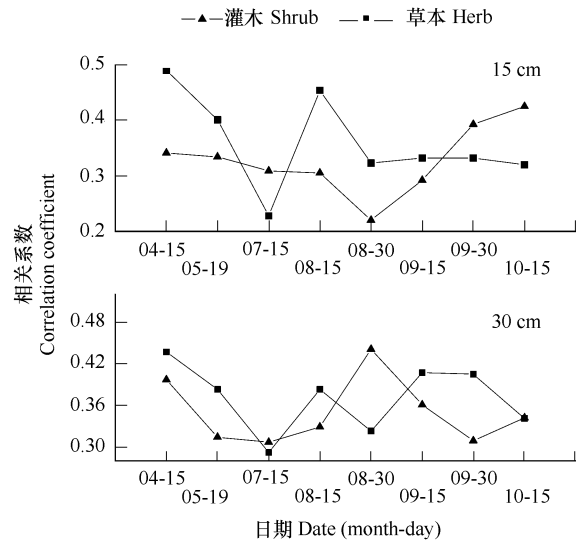 灌木 Shrub 草本 Herb
0.5
15 cm
0.4
0.3
0.2
04-15 07-15 08-30 09-30
05-19 08-15 09-15 10-15
相关系数
Correlation coefficient
0.48
30 cm
0.42
0.36
0.30
04-15 07-15 08-30 09-30
05-19 08-15 09-15 10-15
日期 Date (month-day)